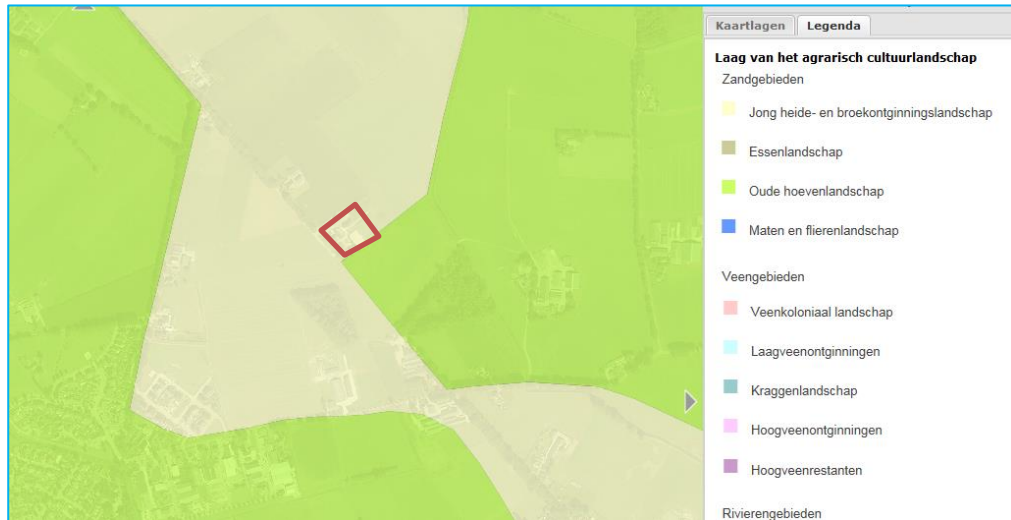 Kaartlagen Legenda
Laag van het agrarisch cultuurlandschap
Zandgebieden
Jong heide- en broekontginningslandschap
Essenlandschap
Oude hoevenlandschap
Maten en flierenlandschap
Veengebieden
Veenkoloniaal landschap
Laagveenontginningen
Kraggenlandschap
Hoogveenontginningen
Hoogveenrestanten
Rivierengebieden